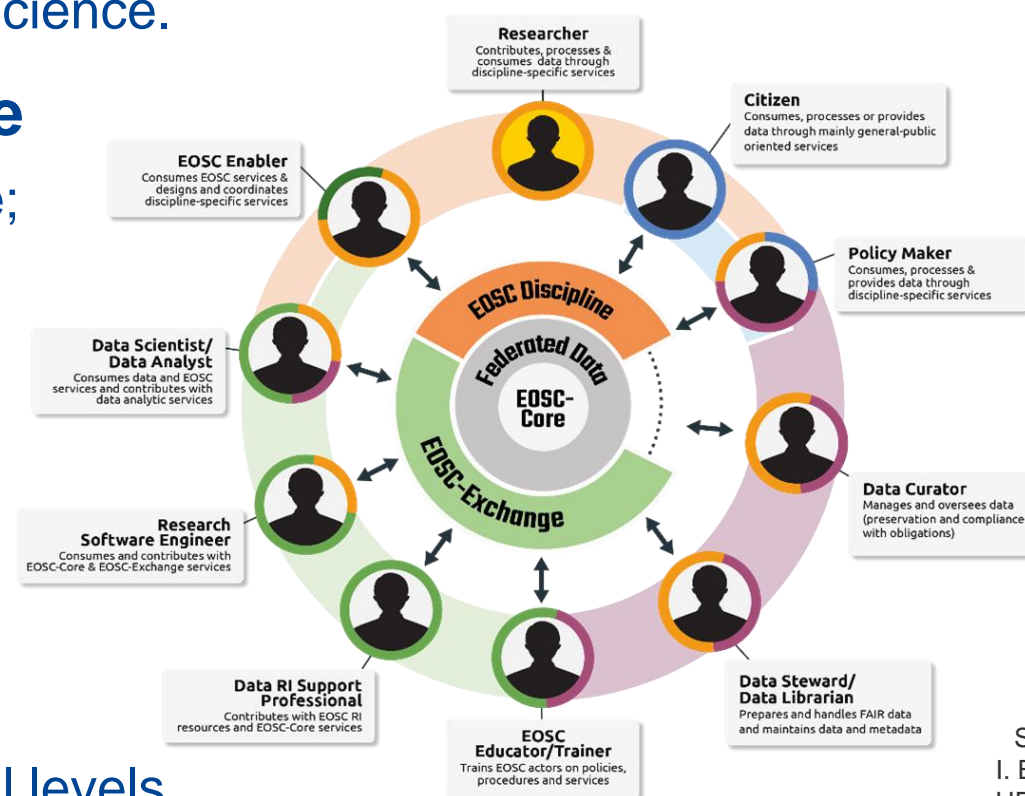 cience.
e
e;
Researcher
Contributes, processes &
consumes data through
discipline-specific services
Citizen
Consumes, processes or provides
data through mainly general-public
oriented services
EOSC Enabler
Consumes EOSC services &
designs and coordinates
discipline-specific services
Policy Maker
Consumes, processes &
provides data through
discipline-specific services
EOSC Discipline
Federated Data
EOSC-
Core
EOSC-Exchange
Data Scientist/
Data Analyst
Consumes data and EOSC
services and contributes with
data analytic services
Data Curator
Manages and oversees data
(preservation and compliance
with obligations)
Research
Software Engineer
Consumes and contributes with
EOSC-Core & EOSC-Exchange services
Data RI Support
Professional
Contributes with EOSC RI
resources and EOSC-Core services
EOSC
Educator/Trainer
Trains EOSC actors on policies,
procedures and services
Data Steward/
Data Librarian
Prepares and handles FAIR data
and maintains data and metadata
S
I. E
l levels